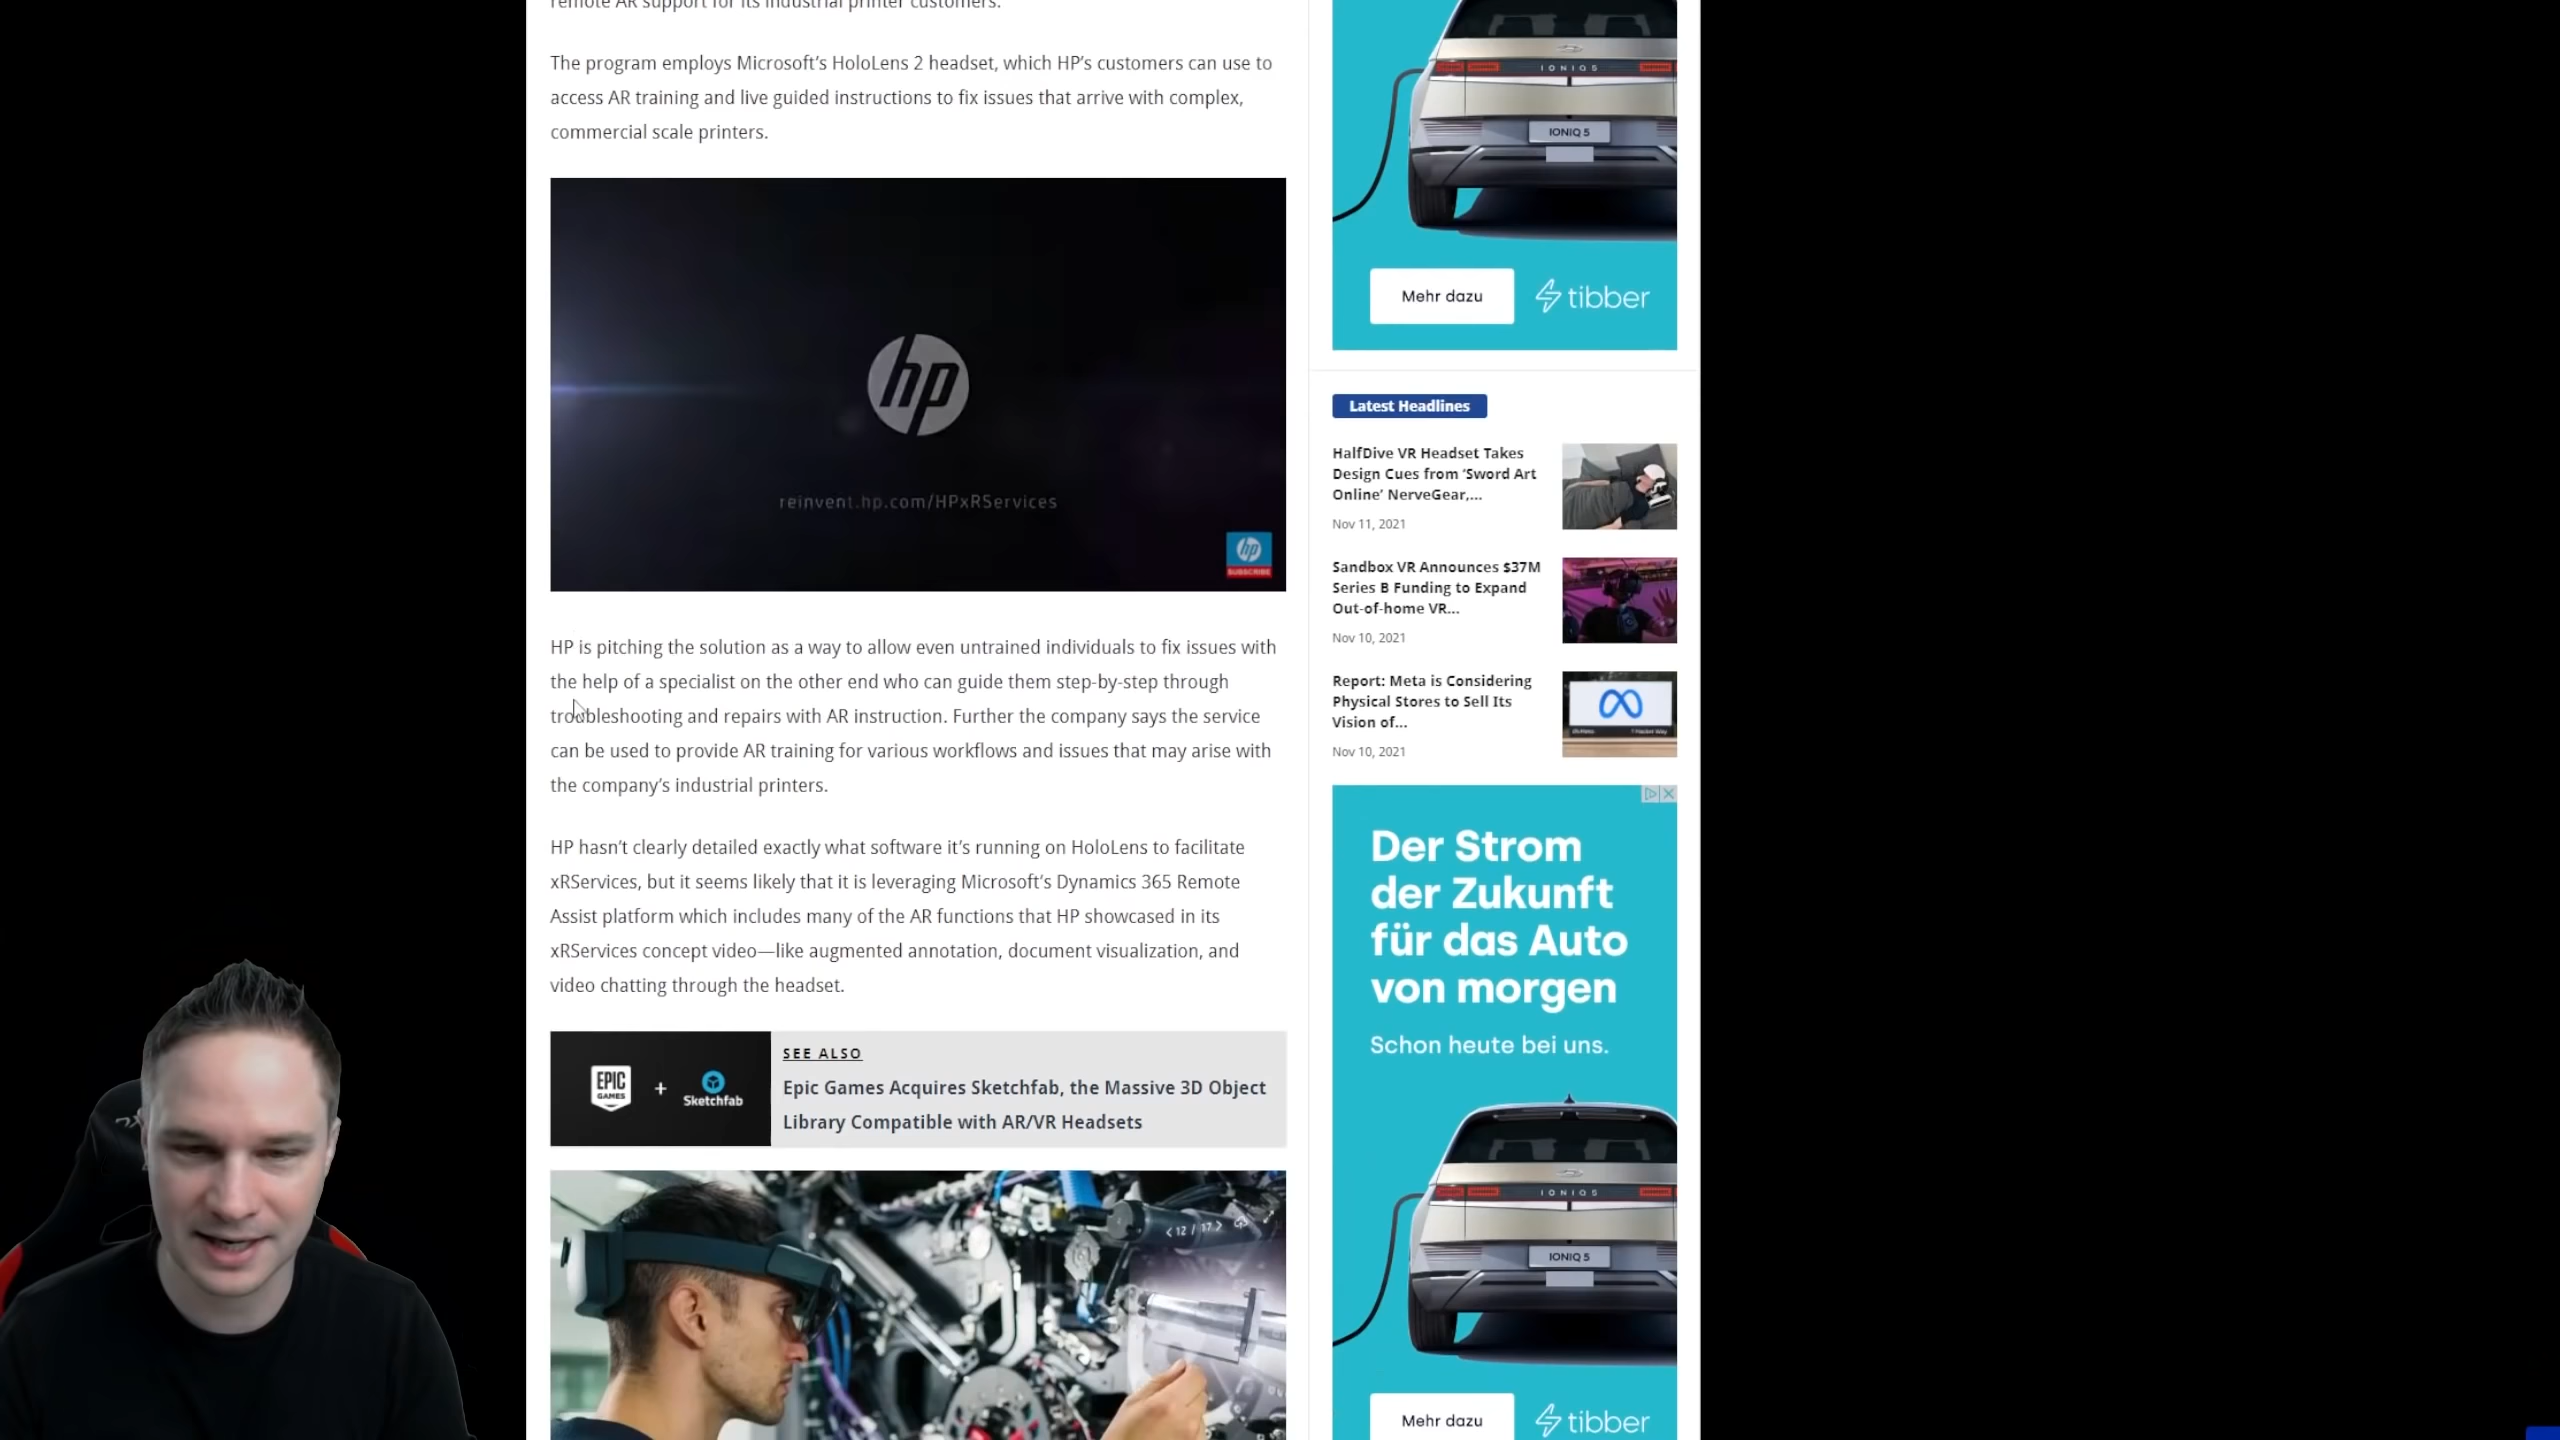 remote AR support for its industrial printer customers.
The program employs Microsoft’s HoloLens 2 headset, which HP’s customers can use to
access AR training and live guided instructions to fix issues that arrive with complex,
commercial scale printers.
hp
reinvent.hp.com/HPxRServices
hp
SUBSCRIBE
HP is pitching the solution as a way to allow even untrained individuals to fix issues with
the help of a specialist on the other end who can guide them step-by-step through
troubleshooting and repairs with AR instruction. Further the company says the service
can be used to provide AR training for various workflows and issues that may arise with
the company’s industrial printers.
HP hasn’t clearly detailed exactly what software it’s running on HoloLens to facilitate
xRServices, but it seems likely that it is leveraging Microsoft’s Dynamics 365 Remote
Assist platform which includes many of the AR functions that HP showcased in its
xRServices concept video—like augmented annotation, document visualization, and
video chatting through the headset.
EPIC
GAMES
+
Sketchfab
SEE ALSO
Epic Games Acquires Sketchfab, the Massive 3D Object
Library Compatible with AR/VR Headsets
< 12 / 17 >
IONIQ5
IONIQ 5
Mehr dazu
tibber
Latest Headlines
HalfDive VR Headset Takes
Design Cues from ‘Sword Art
Online’ NerveGear,...
Nov 11, 2021
Sandbox VR Announces $37M
Series B Funding to Expand
Out-of-home VR...
Nov 10, 2021
Report: Meta is Considering
Physical Stores to Sell Its
Vision of...
Nov 10, 2021
Der Strom
der Zukunft
für das Auto
von morgen
Schon heute bei uns.
IONIQ5
IONIQ 5
Mehr dazu
tibber